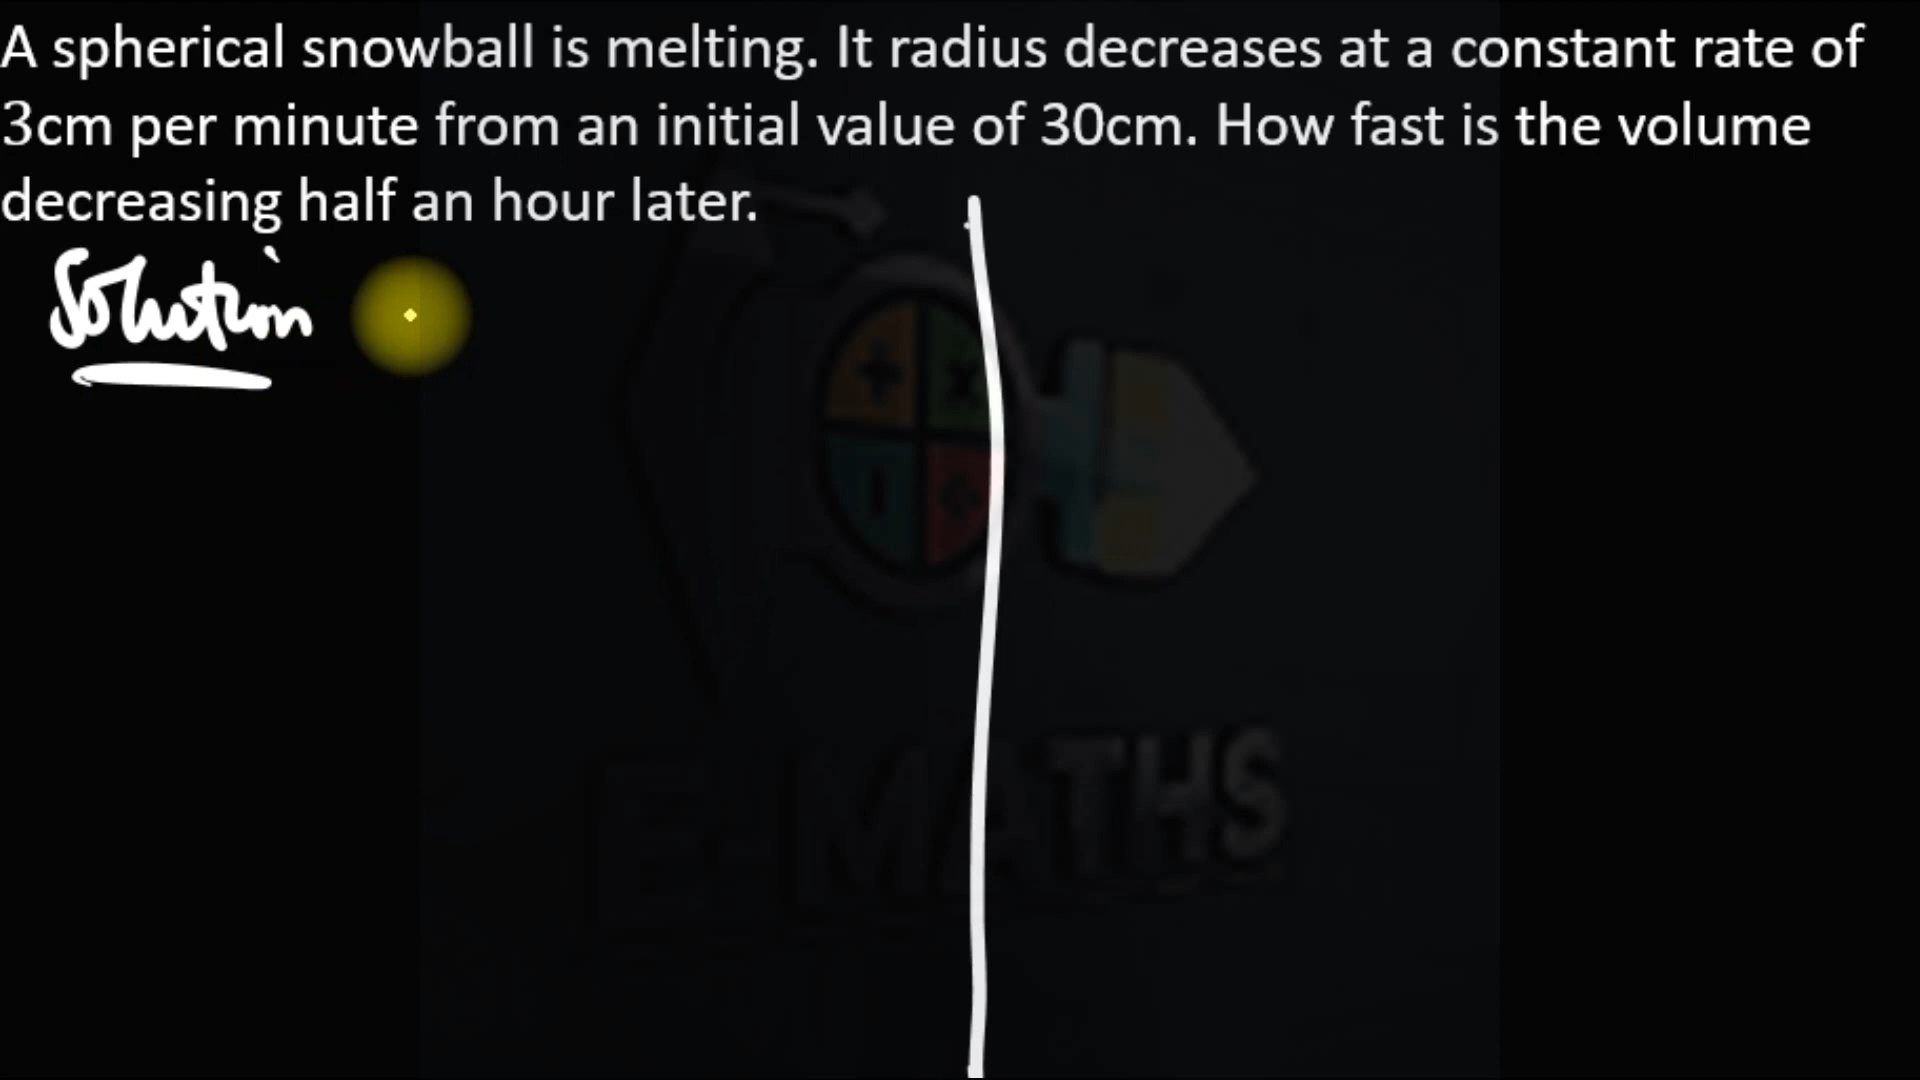 A spherical snowball is melting. It radius decreases at a constant rate of
3cm per minute from an initial value of 30cm. How fast is the volume
decreasing half an hour later.
Solution
E-MATHS